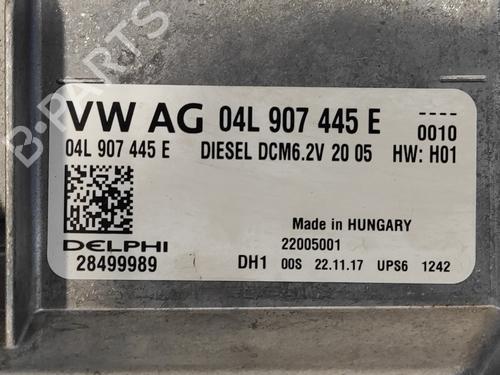 B-PARTS
VW AG 04L 907 445 E
----
0010
04L 907 445 E DIESEL DCM6.2V 20 05 HW: H01
Made in HUNGARY
DELPHI 22005001
28499989 DH1 00S 22.11.17 UPS6 1242